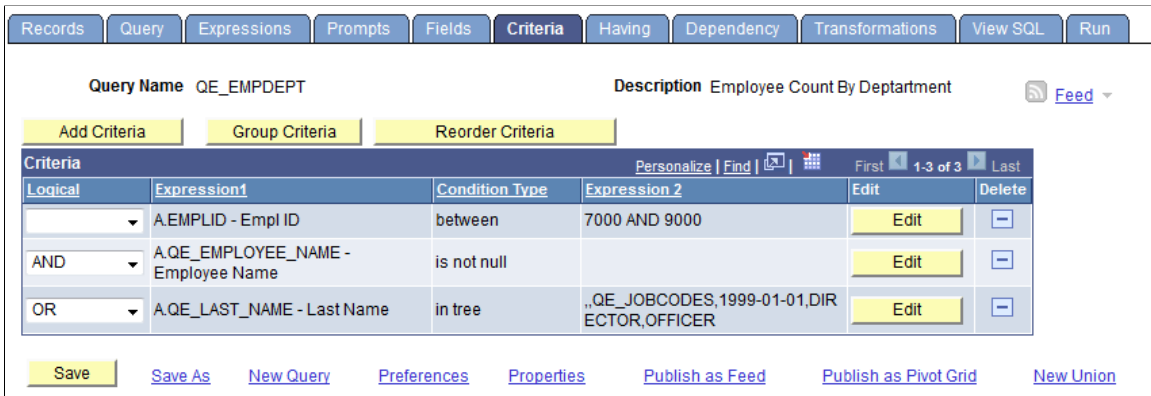 Records Query Expressions Prompts Fields Criteria Having Dependency Transformations View SQL Run
Query Name QE_EMPDEPT Description Employee Count By Deptartment Feed
Add Criteria Group Criteria Reorder Criteria
Criteria Personalize | Find | | First 1-3 of 3 Last
Logical Expression1 Condition Type Expression 2 Edit Delete
A.EMPLID - Empl ID between 7000 AND 9000 Edit
AND A.QE_EMPLOYEE_NAME - is not null Edit
Employee Name
OR A.QE_LAST_NAME - Last Name in tree ,,QE_JOBCODES,1999-01-01,DIR Edit
ECTOR,OFFICER
Save Save As New Query Preferences Properties Publish as Feed Publish as Pivot Grid New Union